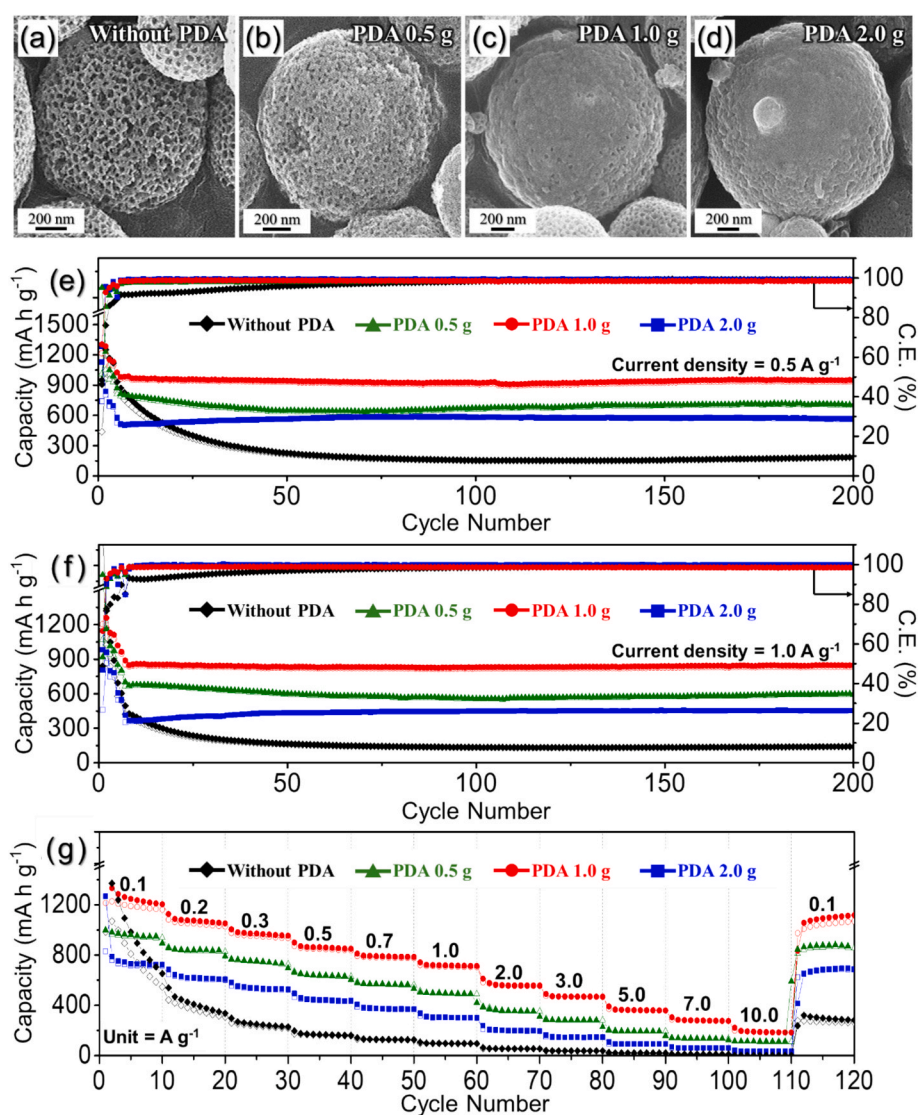 (a) Without PDA
(b) PDA 0.5 g
(c) PDA 1.0 g
(d) PDA 2.0 g
200 nm
200 nm
200 nm
200 nm
(e)
Capacity (mA h g⁻¹)
1500
1200
900
600
300
0
Without PDA PDA 0.5 g PDA 1.0 g PDA 2.0 g
Current density = 0.5 A g⁻¹
100
80
60
40
20
0
C.E. (%)
0 50 100 150 200
Cycle Number
(f)
Capacity (mA h g⁻¹)
1200
900
600
300
0
Without PDA PDA 0.5 g PDA 1.0 g PDA 2.0 g
Current density = 1.0 A g⁻¹
100
80
60
40
20
0
C.E. (%)
0 50 100 150 200
Cycle Number
(g)
Capacity (mA h g⁻¹)
1200
800
400
0
Without PDA PDA 0.5 g PDA 1.0 g PDA 2.0 g
0.1 0.2 0.3 0.5 0.7 1.0 2.0 3.0 5.0 7.0 10.0 0.1
Unit = A g⁻¹
0 10 20 30 40 50 60 70 80 90 100 110 120
Cycle Number